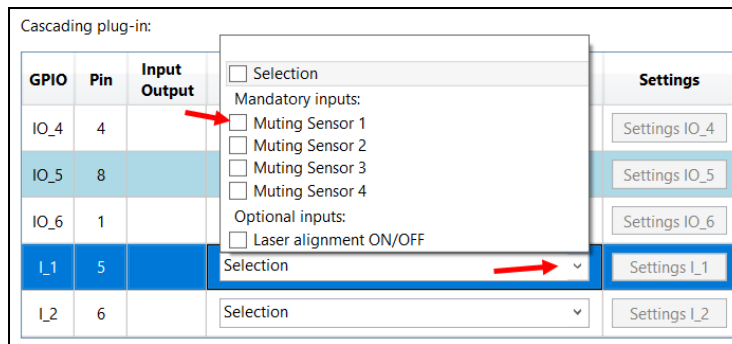 Cascading plug-in:
GPIO Pin Input Output Settings
Selection
Mandatory inputs:
Muting Sensor 1
Muting Sensor 2
Muting Sensor 3
Muting Sensor 4
Optional inputs:
Laser alignment ON/OFF
IO_4 4 Settings IO_4
IO_5 8 Settings IO_5
IO_6 1 Settings IO_6
I_1 5 Selection Settings I_1
I_2 6 Selection Settings I_2